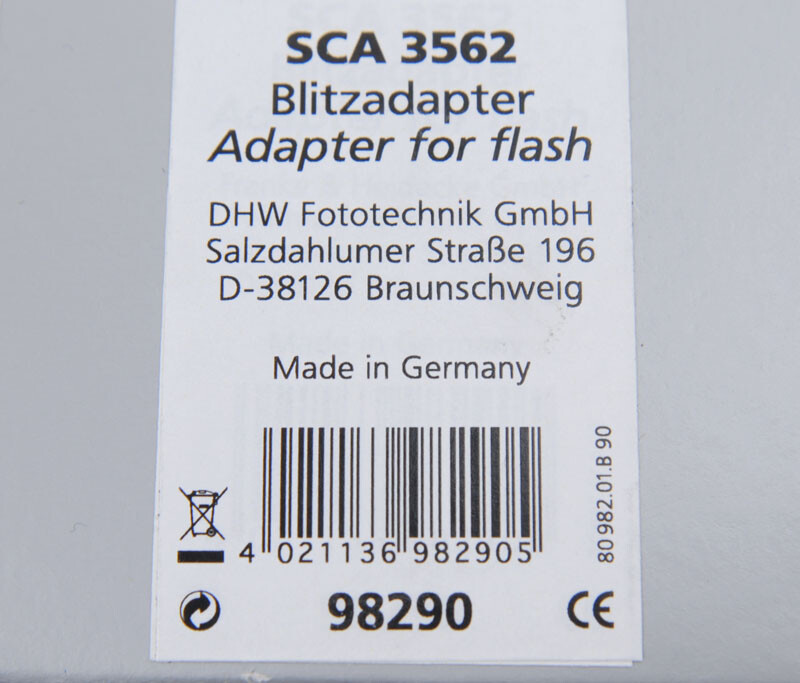 SCA 3562
Blitzadapter
Adapter for flash
DHW Fototechnik GmbH
Salzdahlumer Straße 196
D-38126 Braunschweig
Made in Germany
80 982.01.B 90
4 021136 982905
98290
CE